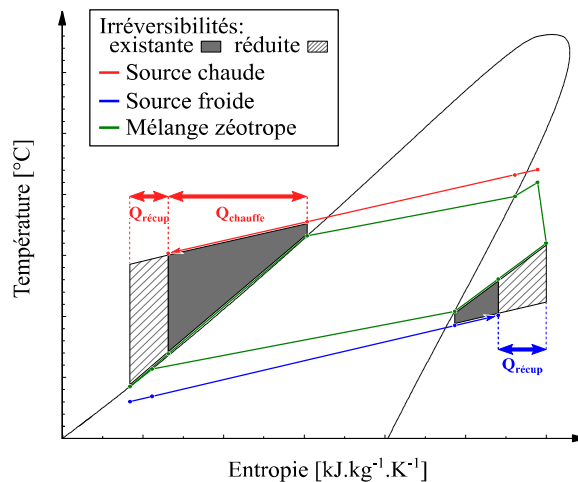 Irréversibilités:
existante réduite
Source chaude
Source froide
Mélange zéotrope
Température [°C]
Qrécup Qchauffe
Qrécup
Entropie [kJ.kg⁻¹.K⁻¹]